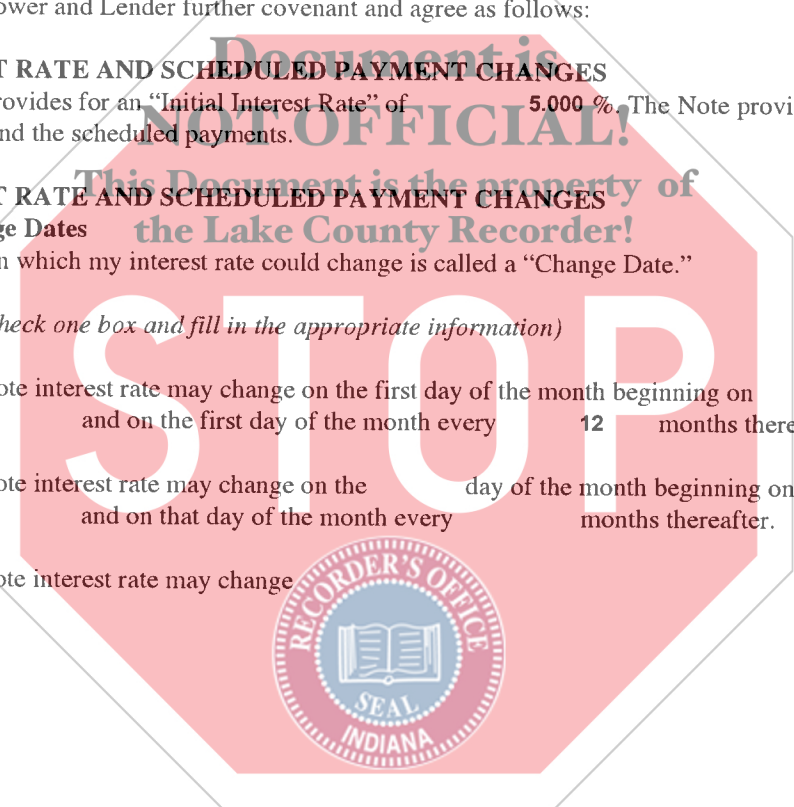 ower and Lender further covenant and agree as follows:
Document is
T RATE AND SCHEDULED PAYMENT CHANGES
rovides for an “Initial Interest Rate” of 5.000 %. The Note provi
NOT OFFICIAL!
nd the scheduled payments.
This Document is the property of
T RATE AND SCHEDULED PAYMENT CHANGES
the Lake County Recorder!
ge Dates
n which my interest rate could change is called a “Change Date.”
heck one box and fill in the appropriate information)
STOP
ote interest rate may change on the first day of the month beginning on
and on the first day of the month every 12 months there
ote interest rate may change on the day of the month beginning on
and on that day of the month every months thereafter.
ote interest rate may change
RECORDER'S OFFICE
SEAL
INDIANA